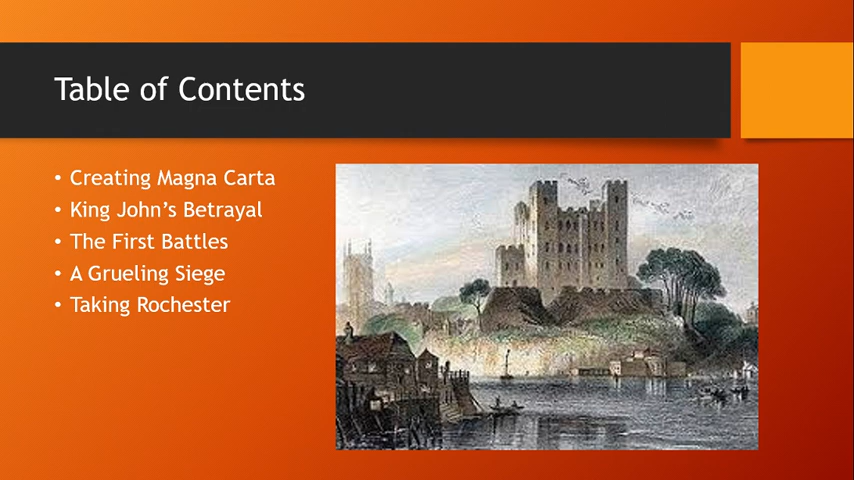 Table of Contents
• Creating Magna Carta
• King John's Betrayal
• The First Battles
• A Grueling Siege
• Taking Rochester